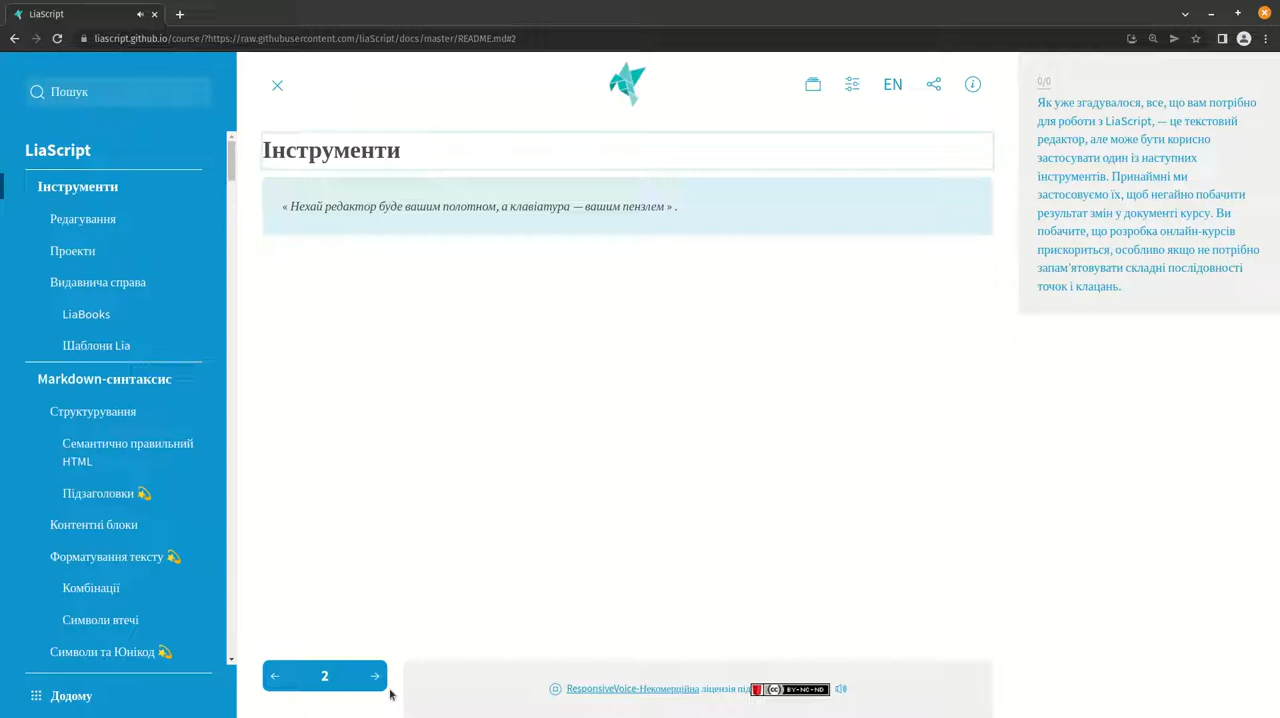 LiaScript
liascript.github.io/course/?https://raw.githubusercontent.com/liaScript/docs/master/README.md#2
Пошук
LiaScript
Інструменти
Редагування
Проекти
Видавнича справа
LiaBooks
Шаблони Lia
Markdown-синтаксис
Структурування
Семантично правильний
HTML
Підзаголовки 💫
Контентні блоки
Форматування тексту 💫
Комбінації
Символи втечі
Символи та Юнікод 💫
Додому
EN
Інструменти
« Нехай редактор буде вашим полотном, а клавіатура — вашим пензлем » .
2
ResponsiveVoice-Некомерційна ліцензія під
(cc) BY-NC-ND
0/0
Як уже згадувалося, все, що вам потрібно
для роботи з LiaScript, — це текстовий
редактор, але може бути корисно
застосувати один із наступних
інструментів. Принаймні ми
застосовуємо їх, щоб негайно побачити
результат змін у документі курсу. Ви
побачите, що розробка онлайн-курсів
прискориться, особливо якщо не потрібно
запам'ятовувати складні послідовності
точок і клацань.